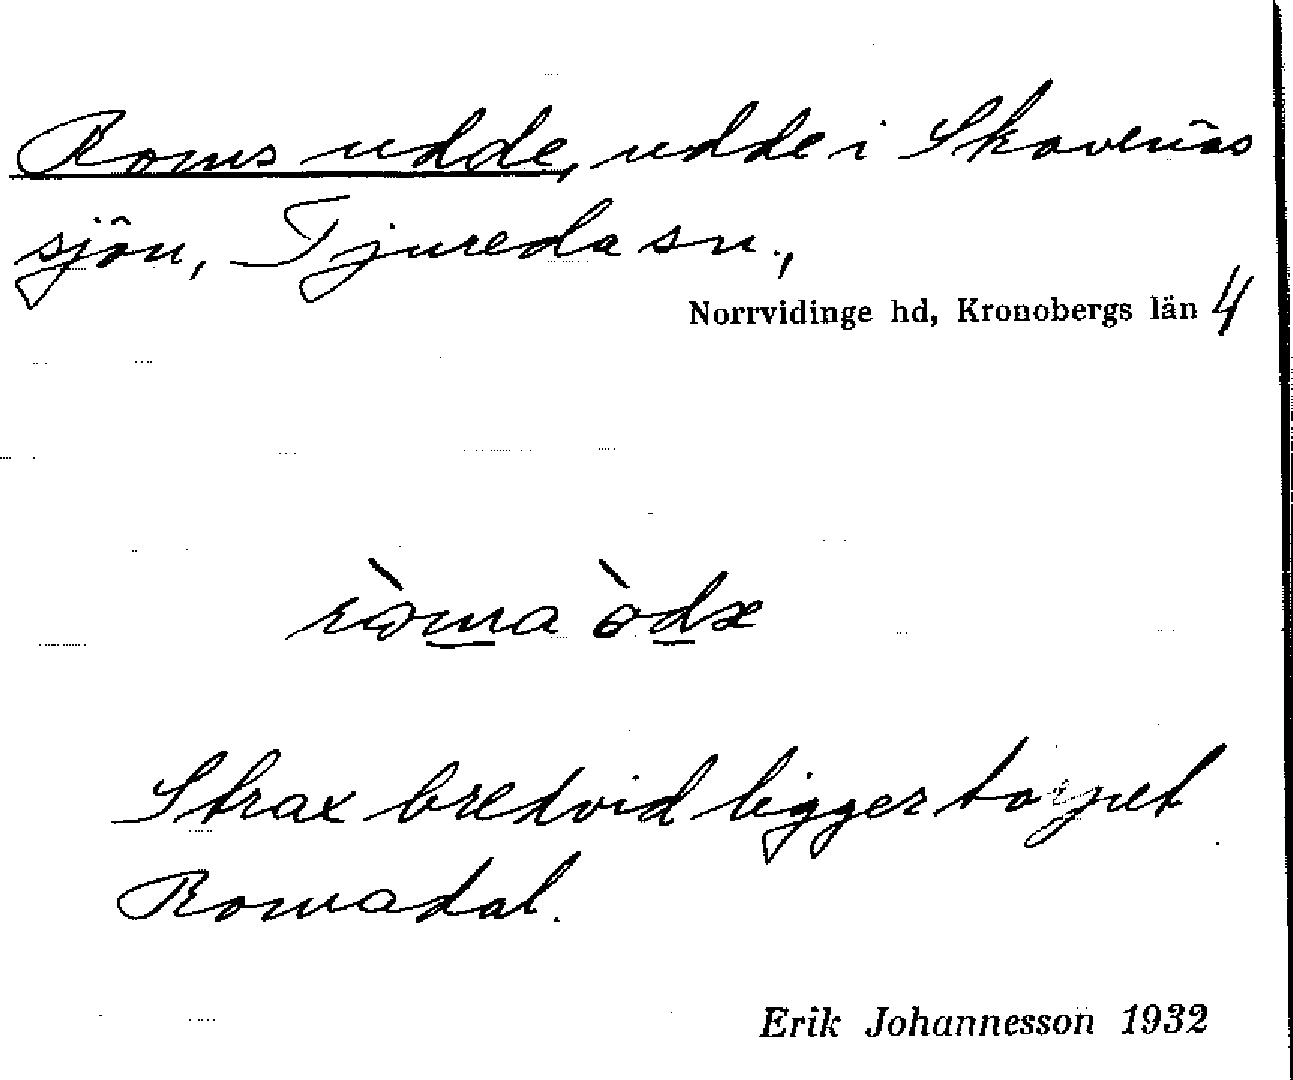 Roms udde, udde i Skavenäs
sjön, Tjureda sn.,
Norrvidinge hd, Kronobergs län 4
ròma òdæ
Strax bredvid ligger torpet
Romadal.
Erik Johannesson 1932